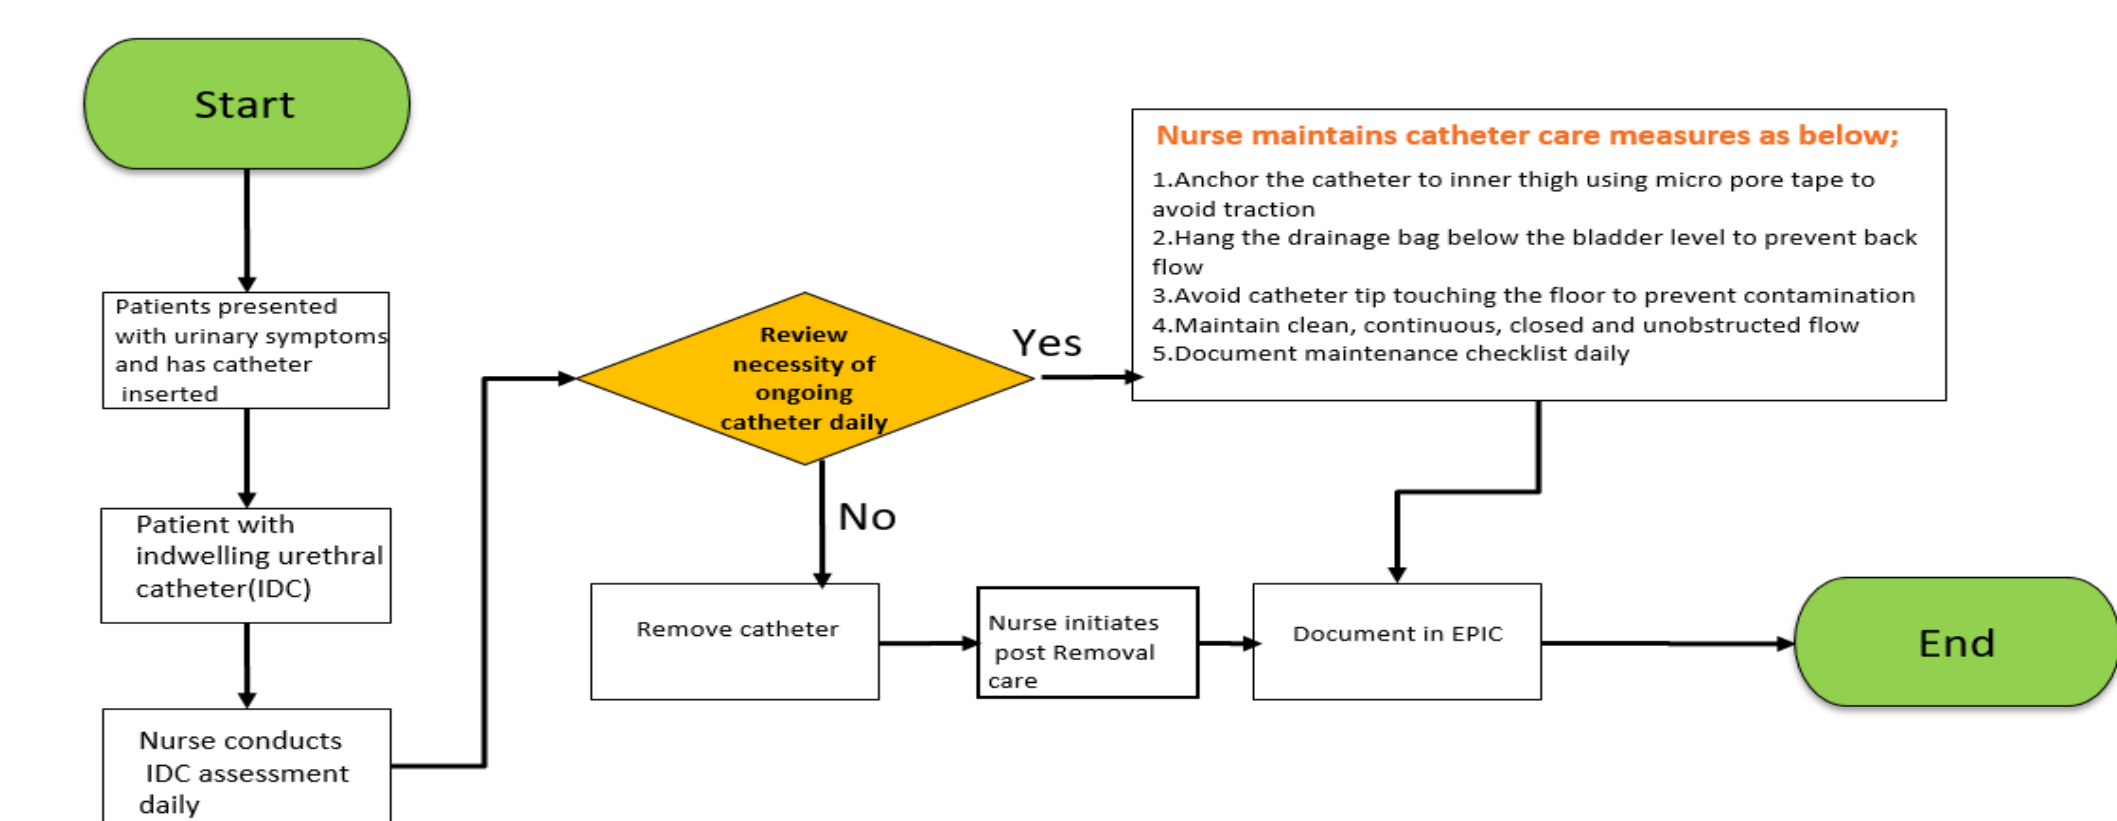 Start
Patients presented
with urinary symptoms
and has catheter
inserted
Patient with
indwelling urethral
catheter(IDC)
Nurse conducts
IDC assessment
daily
Review
necessity of
ongoing
catheter daily
Yes
Nurse maintains catheter care measures as below;
1.Anchor the catheter to inner thigh using micro pore tape to
avoid traction
2.Hang the drainage bag below the bladder level to prevent back
flow
3.Avoid catheter tip touching the floor to prevent contamination
4.Maintain clean, continuous, closed and unobstructed flow
5.Document maintenance checklist daily
No
Remove catheter
Nurse initiates
post Removal
care
Document in EPIC
End